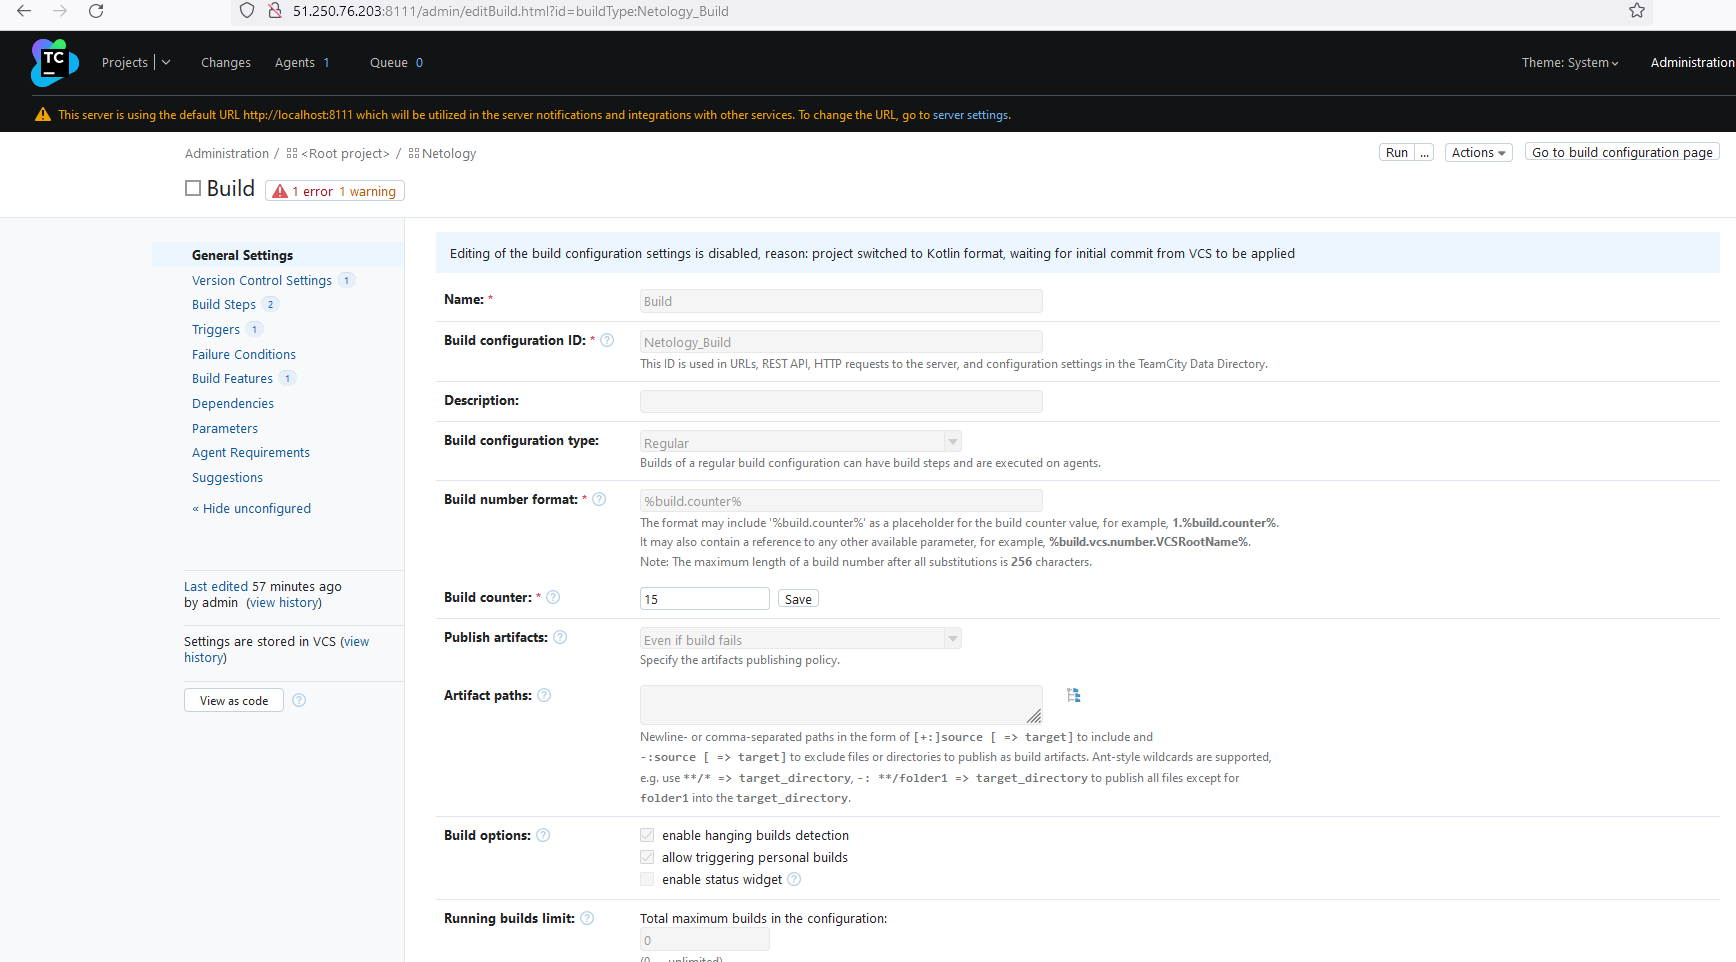 51.250.76.203:8111/admin/editBuild.html?id=buildType:Netology_Build
TC
Projects Changes Agents 1 Queue 0 Theme: System Administration
This server is using the default URL http://localhost:8111 which will be utilized in the server notifications and integrations with other services. To change the URL, go to server settings.
Administration / <Root project> / Netology
Run ... Actions Go to build configuration page
Build 1 error 1 warning
General Settings
Version Control Settings 1
Build Steps 2
Triggers 1
Failure Conditions
Build Features 1
Dependencies
Parameters
Agent Requirements
Suggestions
« Hide unconfigured
Last edited 57 minutes ago
by admin (view history)
Settings are stored in VCS (view
history)
View as code
Editing of the build configuration settings is disabled, reason: project switched to Kotlin format, waiting for initial commit from VCS to be applied
Name: * Build
Build configuration ID: * Netology_Build
This ID is used in URLs, REST API, HTTP requests to the server, and configuration settings in the TeamCity Data Directory.
Description:
Build configuration type: Regular
Builds of a regular build configuration can have build steps and are executed on agents.
Build number format: * %build.counter%
The format may include '%build.counter%' as a placeholder for the build counter value, for example, 1.%build.counter%.
It may also contain a reference to any other available parameter, for example, %build.vcs.number.VCSRootName%.
Note: The maximum length of a build number after all substitutions is 256 characters.
Build counter: * 15 Save
Publish artifacts: Even if build fails
Specify the artifacts publishing policy.
Artifact paths:
Newline- or comma-separated paths in the form of [+:]source [ => target] to include and
-:source [ => target] to exclude files or directories to publish as build artifacts. Ant-style wildcards are supported,
e.g. use **/* => target_directory, -: **/folder1 => target_directory to publish all files except for
folder1 into the target_directory.
Build options: enable hanging builds detection
allow triggering personal builds
enable status widget
Running builds limit: Total maximum builds in the configuration:
0